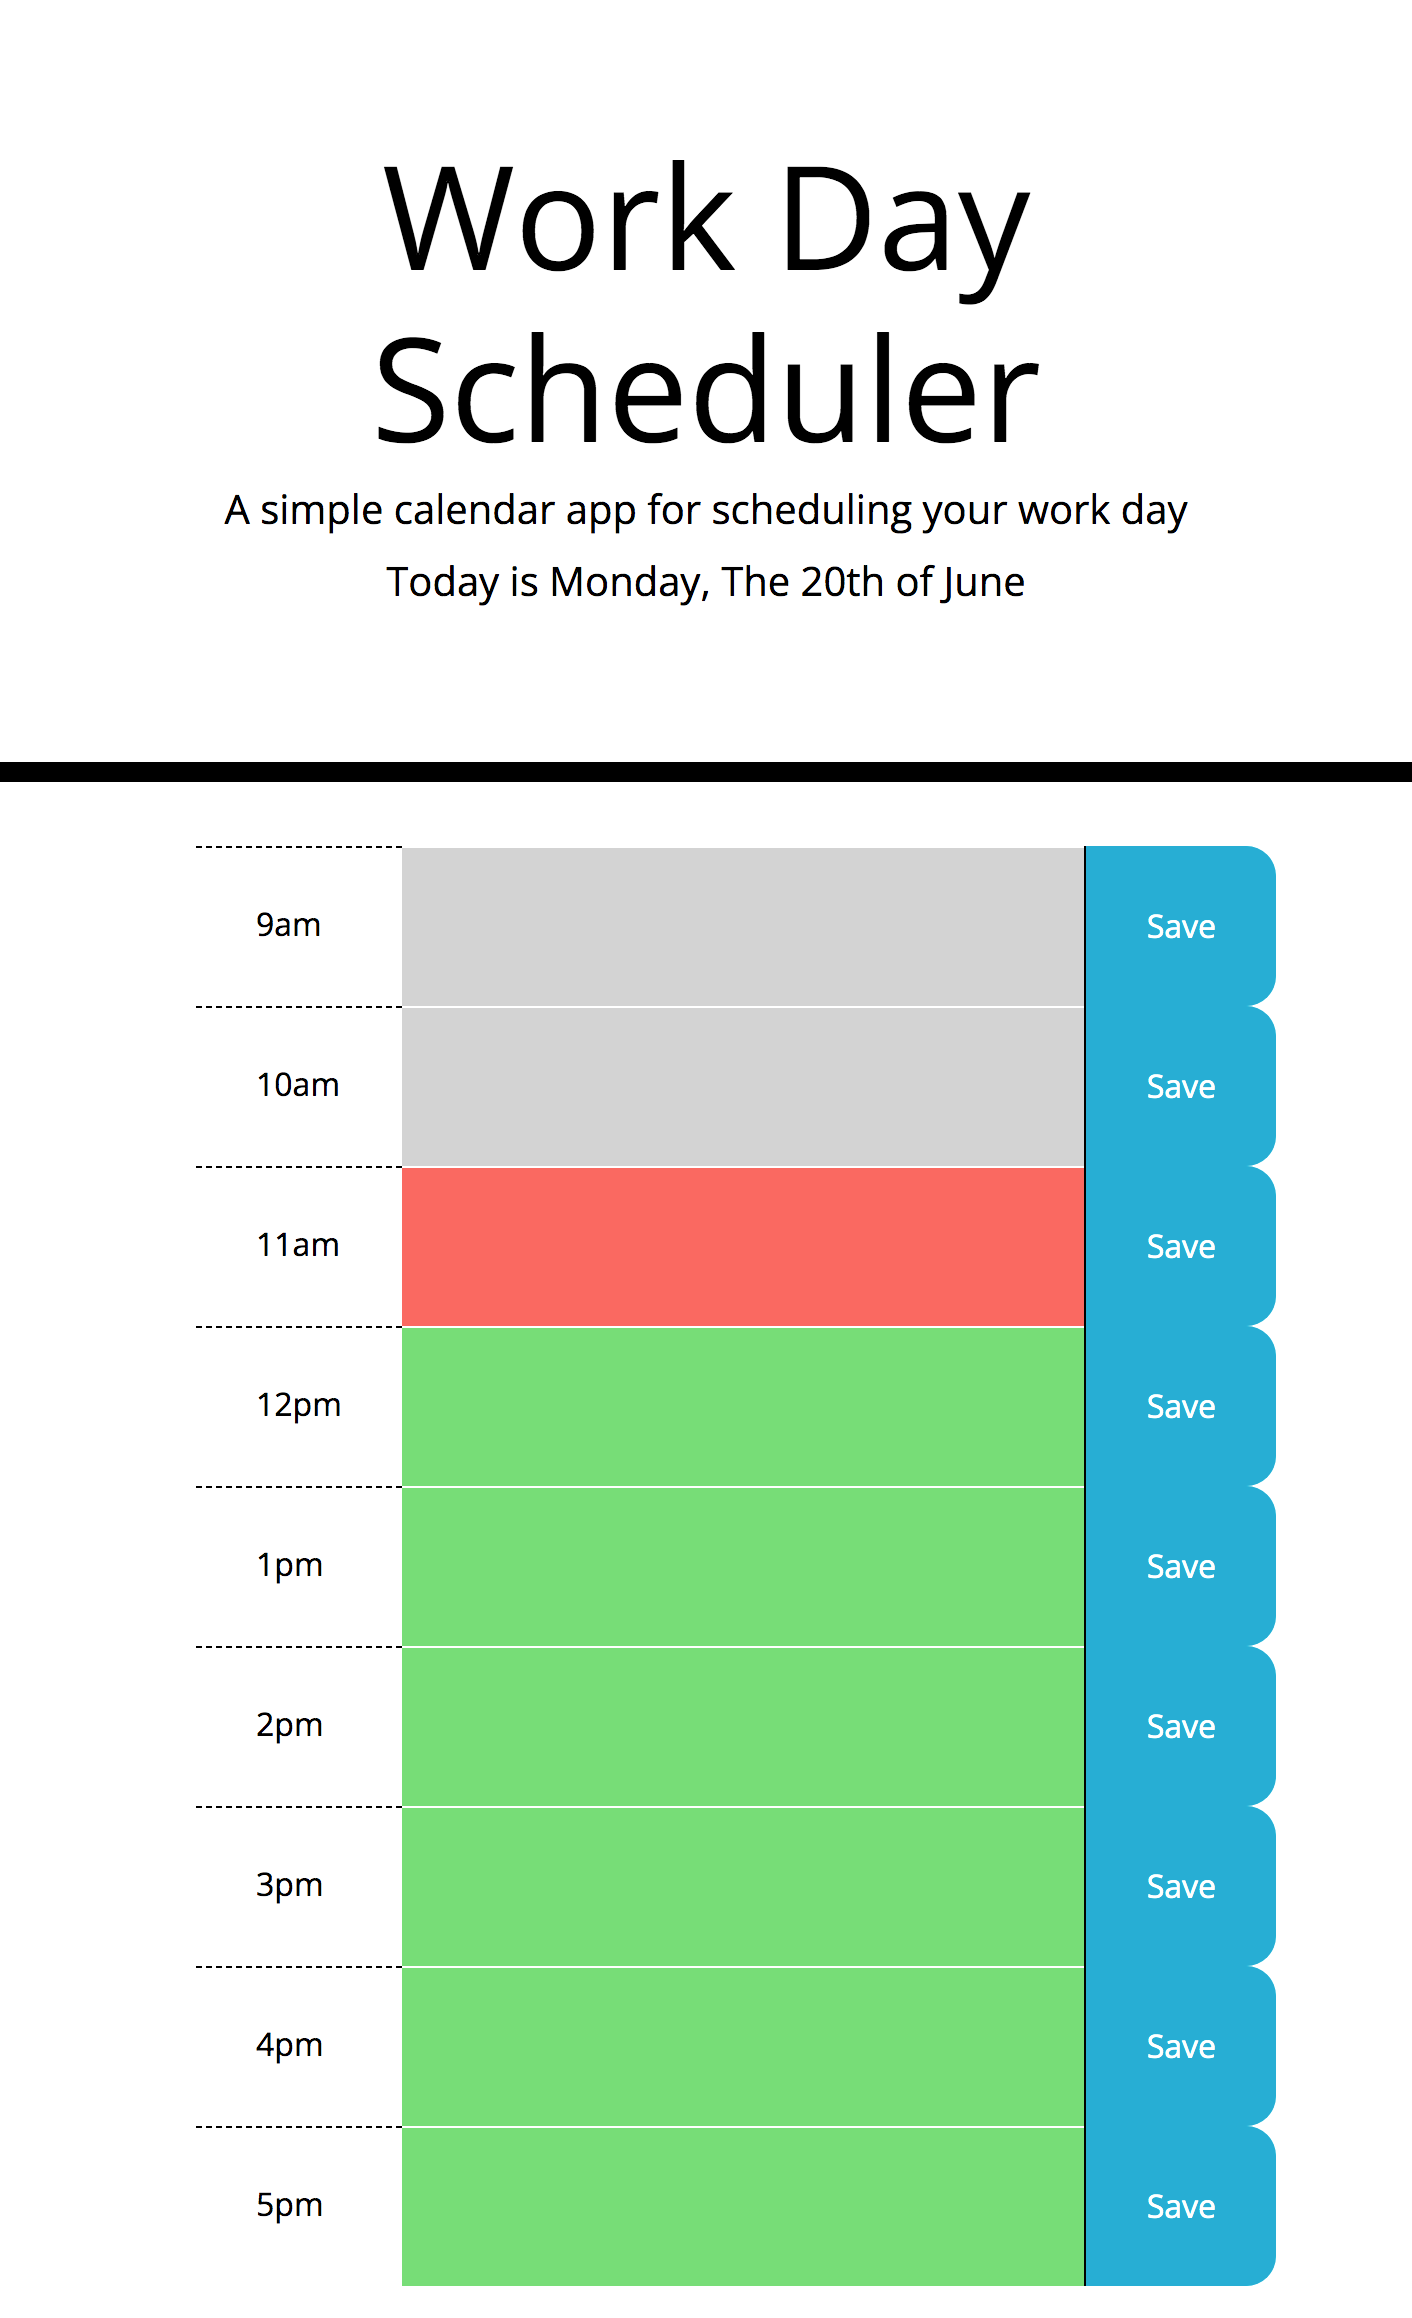 Work Day
Scheduler
A simple calendar app for scheduling your work day
Today is Monday, The 20th of June
9am Save
10am Save
11am Save
12pm Save
1pm Save
2pm Save
3pm Save
4pm Save
5pm Save